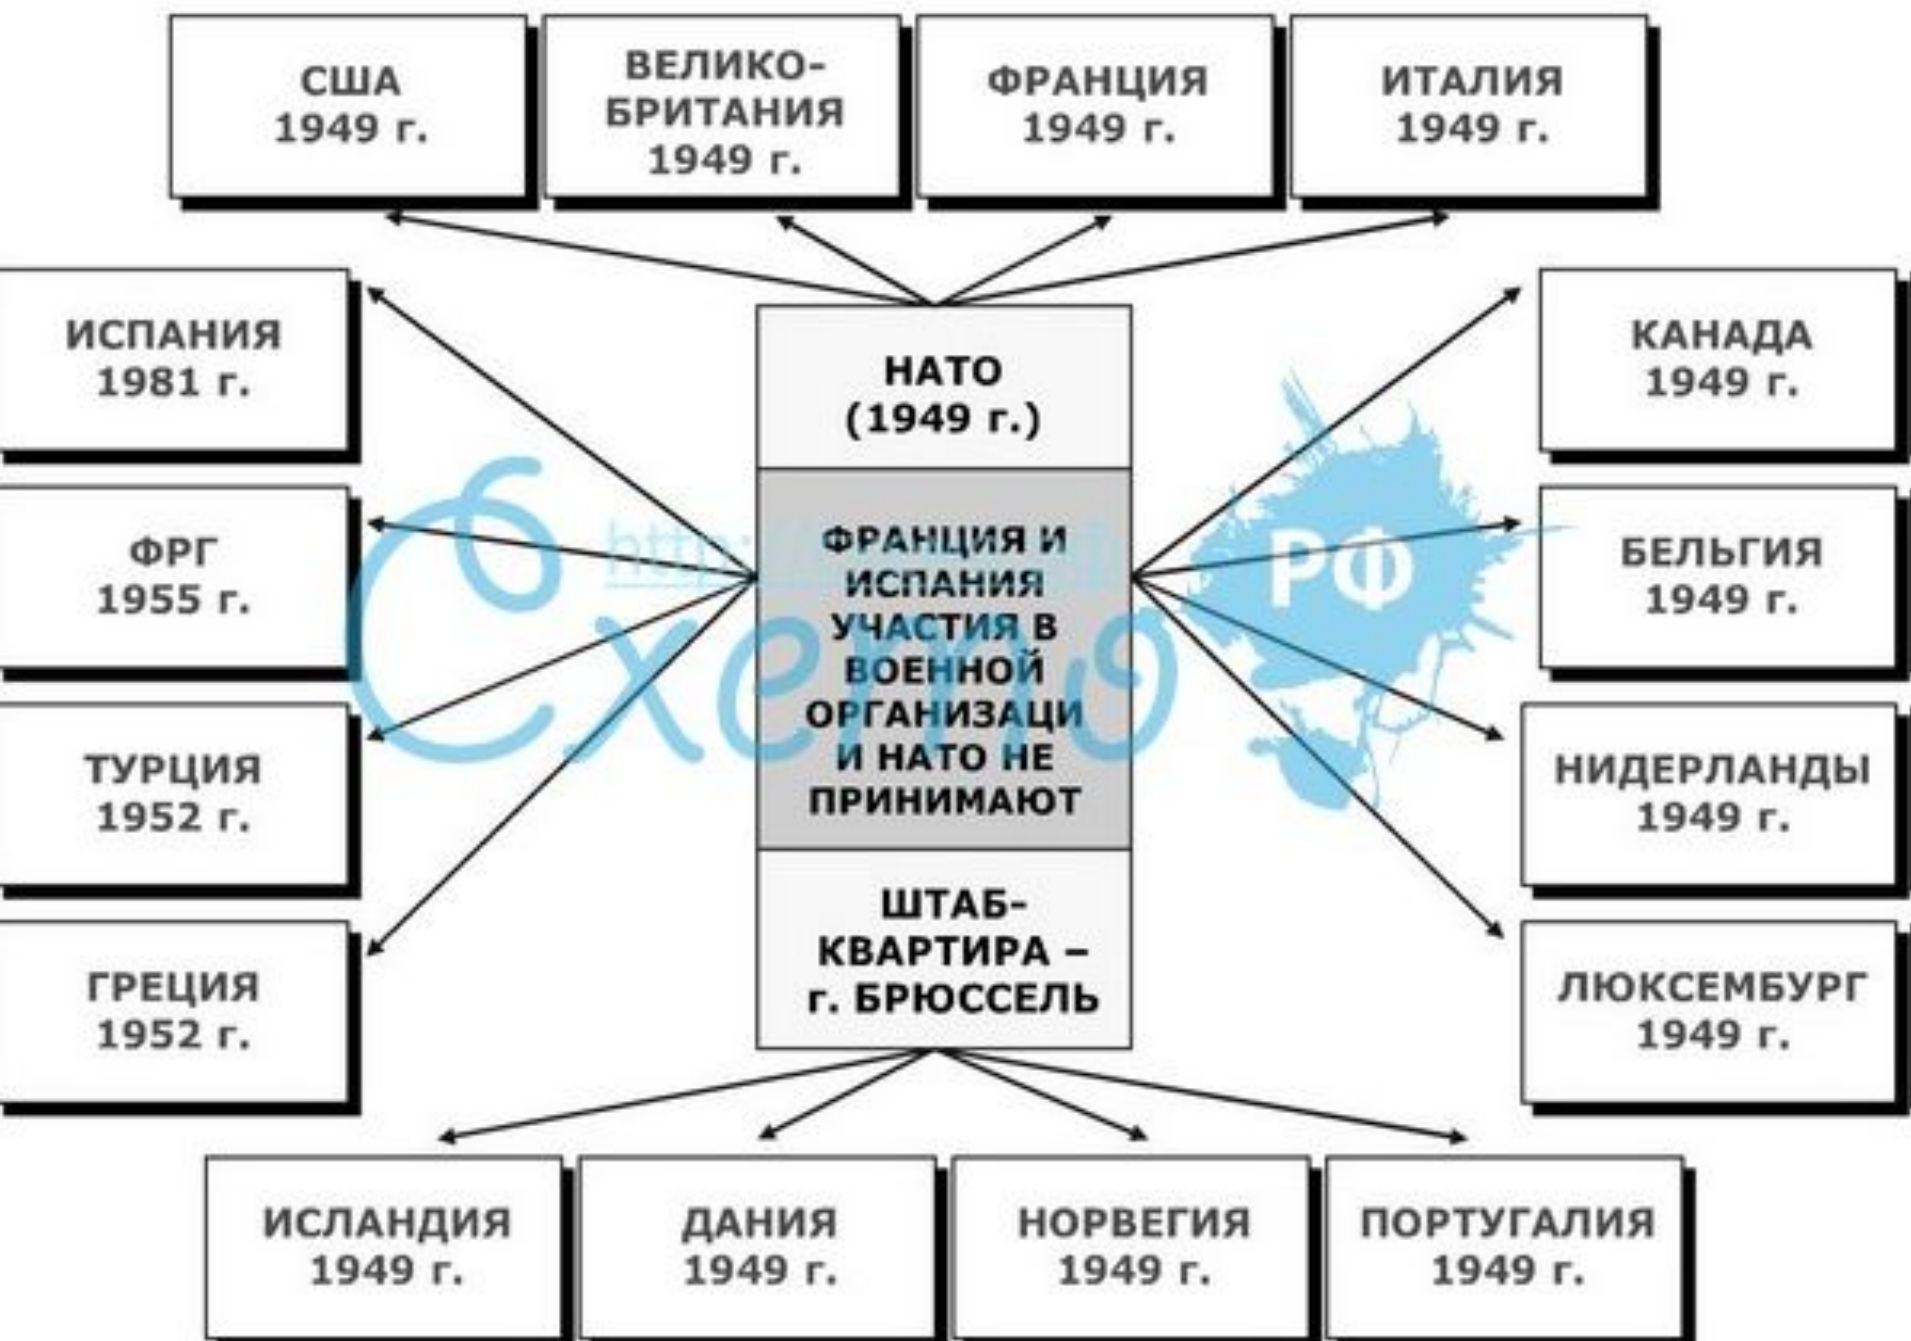 США
1949 г.
ВЕЛИКО-
БРИТАНИЯ
1949 г.
ФРАНЦИЯ
1949 г.
ИТАЛИЯ
1949 г.
ИСПАНИЯ
1981 г.
ФРГ
1955 г.
ТУРЦИЯ
1952 г.
ГРЕЦИЯ
1952 г.
НАТО
(1949 г.)
ФРАНЦИЯ И
ИСПАНИЯ
УЧАСТИЯ В
ВОЕННОЙ
ОРГАНИЗАЦИ
И НАТО НЕ
ПРИНИМАЮТ
ШТАБ-
КВАРТИРА –
г. БРЮССЕЛЬ
КАНАДА
1949 г.
БЕЛЬГИЯ
1949 г.
НИДЕРЛАНДЫ
1949 г.
ЛЮКСЕМБУРГ
1949 г.
ИСЛАНДИЯ
1949 г.
ДАНИЯ
1949 г.
НОРВЕГИЯ
1949 г.
ПОРТУГАЛИЯ
1949 г.
Схемо
РФ